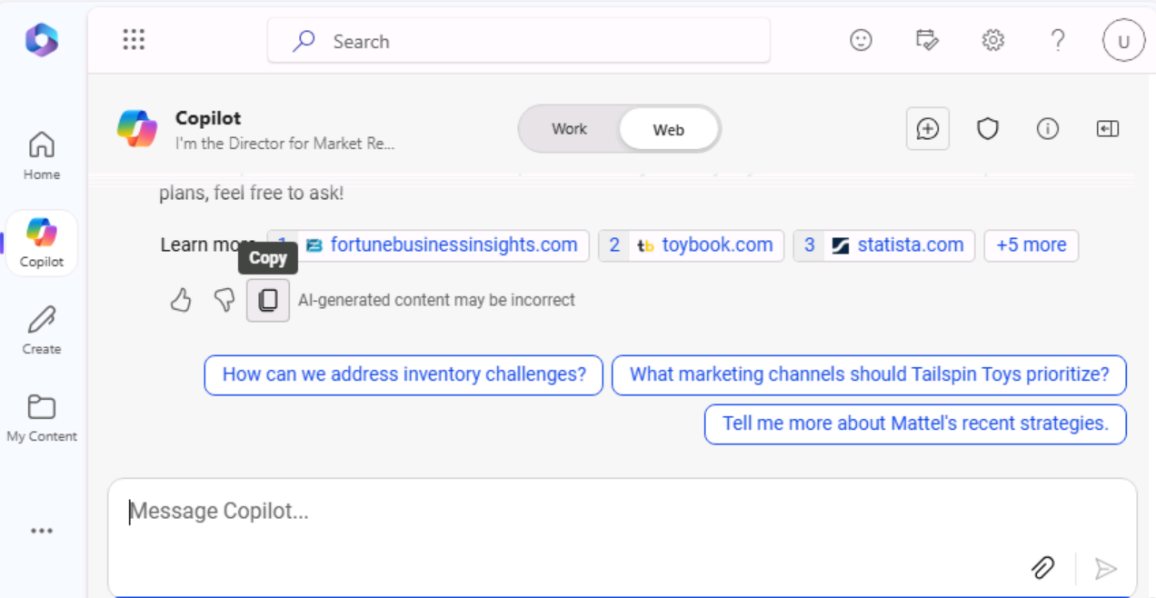 Search
U
Copilot
I'm the Director for Market Re...
Work
Web
Home
Copilot
Create
My Content
plans, feel free to ask!
Learn more 1 fortunebusinessinsights.com 2 toybook.com 3 statista.com +5 more
Copy
AI-generated content may be incorrect
How can we address inventory challenges? What marketing channels should Tailspin Toys prioritize?
Tell me more about Mattel's recent strategies.
Message Copilot...